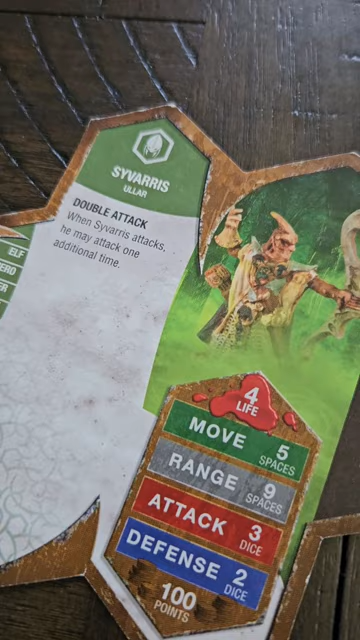 SYVARRIS
ULLAR
DOUBLE ATTACK
When Syvarris attacks,
he may attack one
additional time.
ELF
4
LIFE
MOVE 5
SPACES
RANGE 9
SPACES
ATTACK 3
DICE
DEFENSE 2
DICE
100
POINTS